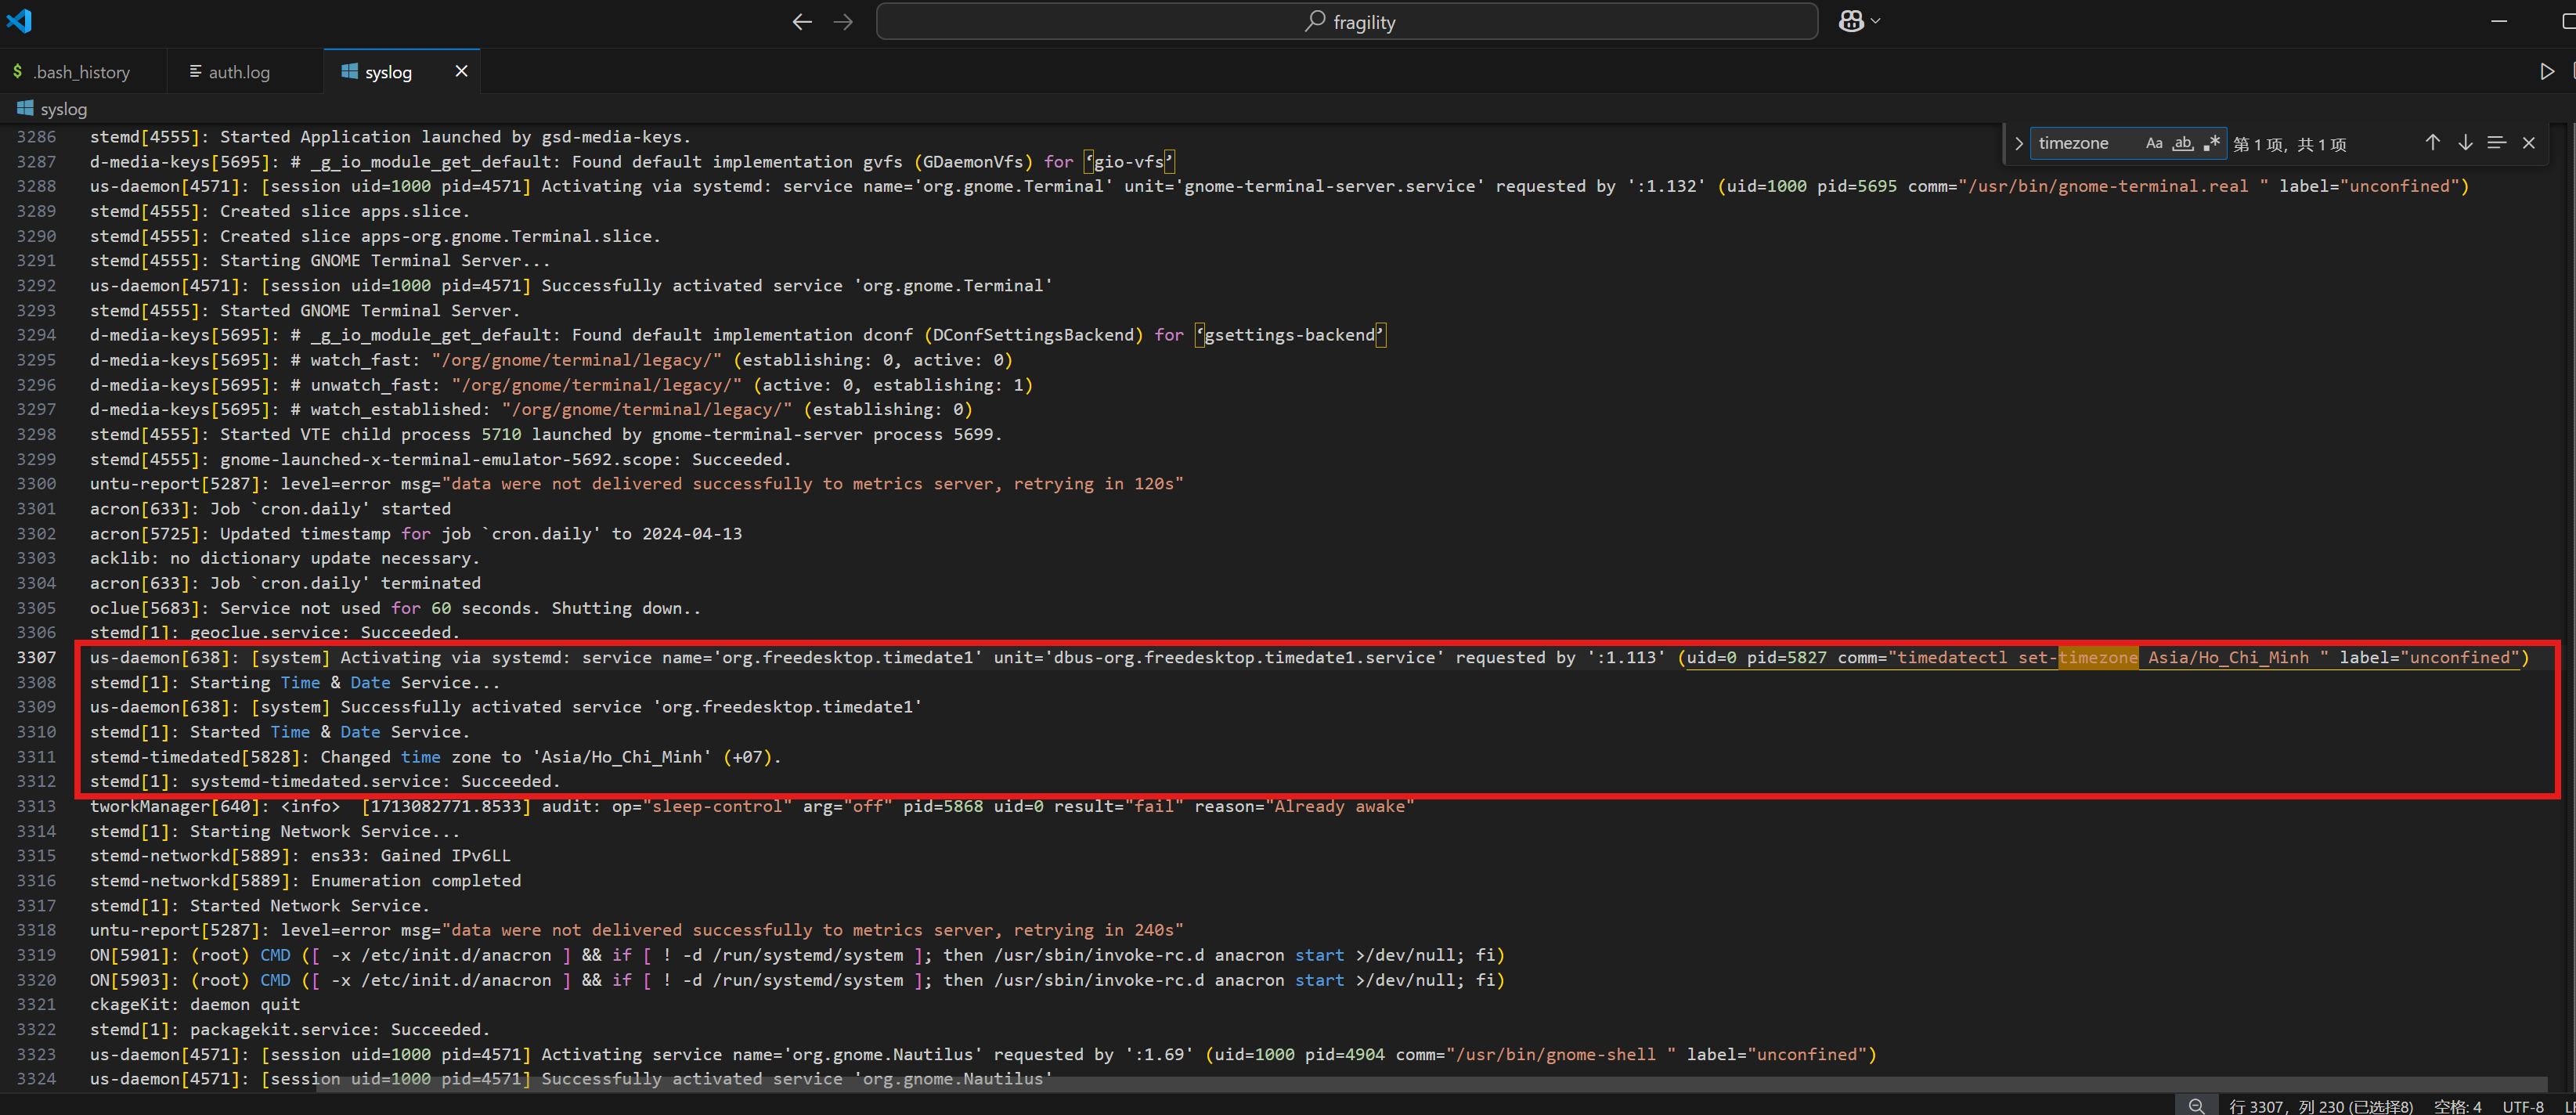 fragility
.bash_history
auth.log
syslog
syslog
timezone Aa ab .* 第 1 项，共 1 项
3286 stemd[4555]: Started Application launched by gsd-media-keys.
3287 d-media-keys[5695]: # _g_io_module_get_default: Found default implementation gvfs (GDaemonVfs) for ‘gio-vfs’
3288 us-daemon[4571]: [session uid=1000 pid=4571] Activating via systemd: service name='org.gnome.Terminal' unit='gnome-terminal-server.service' requested by ':1.132' (uid=1000 pid=5695 comm="/usr/bin/gnome-terminal.real " label="unconfined")
3289 stemd[4555]: Created slice apps.slice.
3290 stemd[4555]: Created slice apps-org.gnome.Terminal.slice.
3291 stemd[4555]: Starting GNOME Terminal Server...
3292 us-daemon[4571]: [session uid=1000 pid=4571] Successfully activated service 'org.gnome.Terminal'
3293 stemd[4555]: Started GNOME Terminal Server.
3294 d-media-keys[5695]: # _g_io_module_get_default: Found default implementation dconf (DConfSettingsBackend) for ‘gsettings-backend’
3295 d-media-keys[5695]: # watch_fast: "/org/gnome/terminal/legacy/" (establishing: 0, active: 0)
3296 d-media-keys[5695]: # unwatch_fast: "/org/gnome/terminal/legacy/" (active: 0, establishing: 1)
3297 d-media-keys[5695]: # watch_established: "/org/gnome/terminal/legacy/" (establishing: 0)
3298 stemd[4555]: Started VTE child process 5710 launched by gnome-terminal-server process 5699.
3299 stemd[4555]: gnome-launched-x-terminal-emulator-5692.scope: Succeeded.
3300 untu-report[5287]: level=error msg="data were not delivered successfully to metrics server, retrying in 120s"
3301 acron[633]: Job `cron.daily' started
3302 acron[5725]: Updated timestamp for job `cron.daily' to 2024-04-13
3303 acklib: no dictionary update necessary.
3304 acron[633]: Job `cron.daily' terminated
3305 oclue[5683]: Service not used for 60 seconds. Shutting down..
3306 stemd[1]: geoclue.service: Succeeded.
3307 us-daemon[638]: [system] Activating via systemd: service name='org.freedesktop.timedate1' unit='dbus-org.freedesktop.timedate1.service' requested by ':1.113' (uid=0 pid=5827 comm="timedatectl set-timezone Asia/Ho_Chi_Minh " label="unconfined")
3308 stemd[1]: Starting Time & Date Service...
3309 us-daemon[638]: [system] Successfully activated service 'org.freedesktop.timedate1'
3310 stemd[1]: Started Time & Date Service.
3311 stemd-timedated[5828]: Changed time zone to 'Asia/Ho_Chi_Minh' (+07).
3312 stemd[1]: systemd-timedated.service: Succeeded.
3313 tworkManager[640]: <info>  [1713082771.8533] audit: op="sleep-control" arg="off" pid=5868 uid=0 result="fail" reason="Already awake"
3314 stemd[1]: Starting Network Service...
3315 stemd-networkd[5889]: ens33: Gained IPv6LL
3316 stemd-networkd[5889]: Enumeration completed
3317 stemd[1]: Started Network Service.
3318 untu-report[5287]: level=error msg="data were not delivered successfully to metrics server, retrying in 240s"
3319 ON[5901]: (root) CMD ([ -x /etc/init.d/anacron ] && if [ ! -d /run/systemd/system ]; then /usr/sbin/invoke-rc.d anacron start >/dev/null; fi)
3320 ON[5903]: (root) CMD ([ -x /etc/init.d/anacron ] && if [ ! -d /run/systemd/system ]; then /usr/sbin/invoke-rc.d anacron start >/dev/null; fi)
3321 ckageKit: daemon quit
3322 stemd[1]: packagekit.service: Succeeded.
3323 us-daemon[4571]: [session uid=1000 pid=4571] Activating service name='org.gnome.Nautilus' requested by ':1.69' (uid=1000 pid=4904 comm="/usr/bin/gnome-shell " label="unconfined")
3324 us-daemon[4571]: [session uid=1000 pid=4571] Successfully activated service 'org.gnome.Nautilus'
行 3307，列 230 (已选择8) 空格: 4 UTF-8